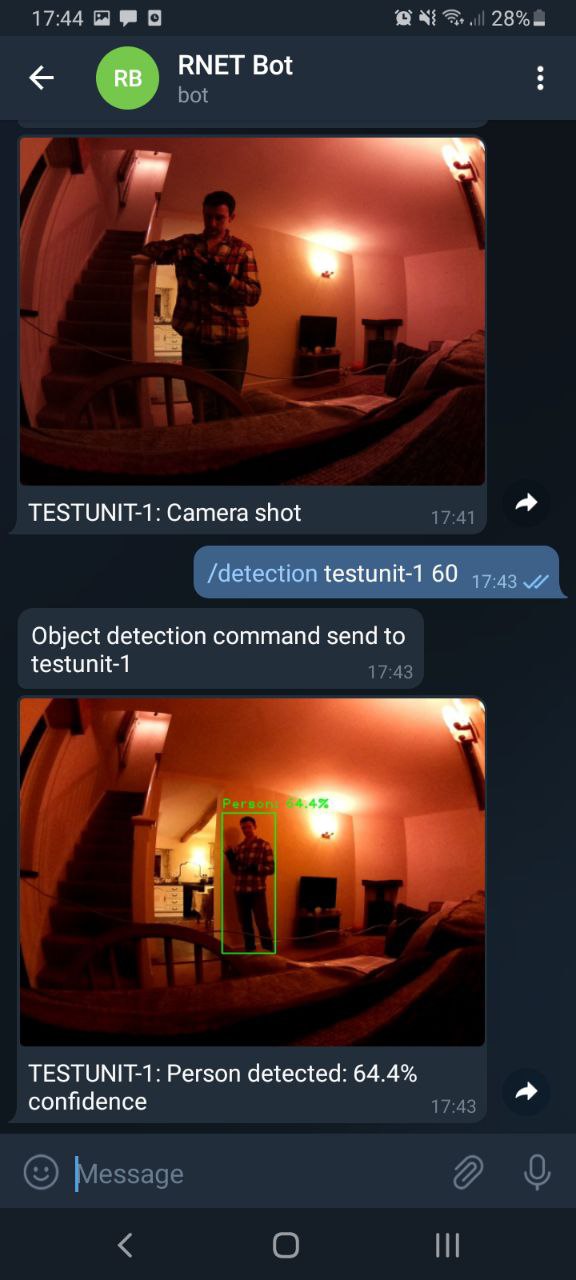 17:44 28%
RB
RNET Bot
bot
TESTUNIT-1: Camera shot
17:41
/detection testunit-1 60 17:43
Object detection command send to
testunit-1
17:43
Person: 64.4%
TESTUNIT-1: Person detected: 64.4%
confidence
17:43
Message